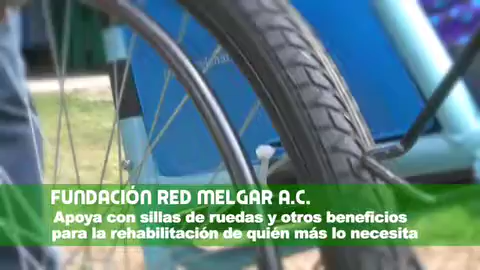 FUNDACIÓN RED MELGAR A.C.
Apoya con sillas de ruedas y otros beneficios
para la rehabilitación de quién más lo necesita